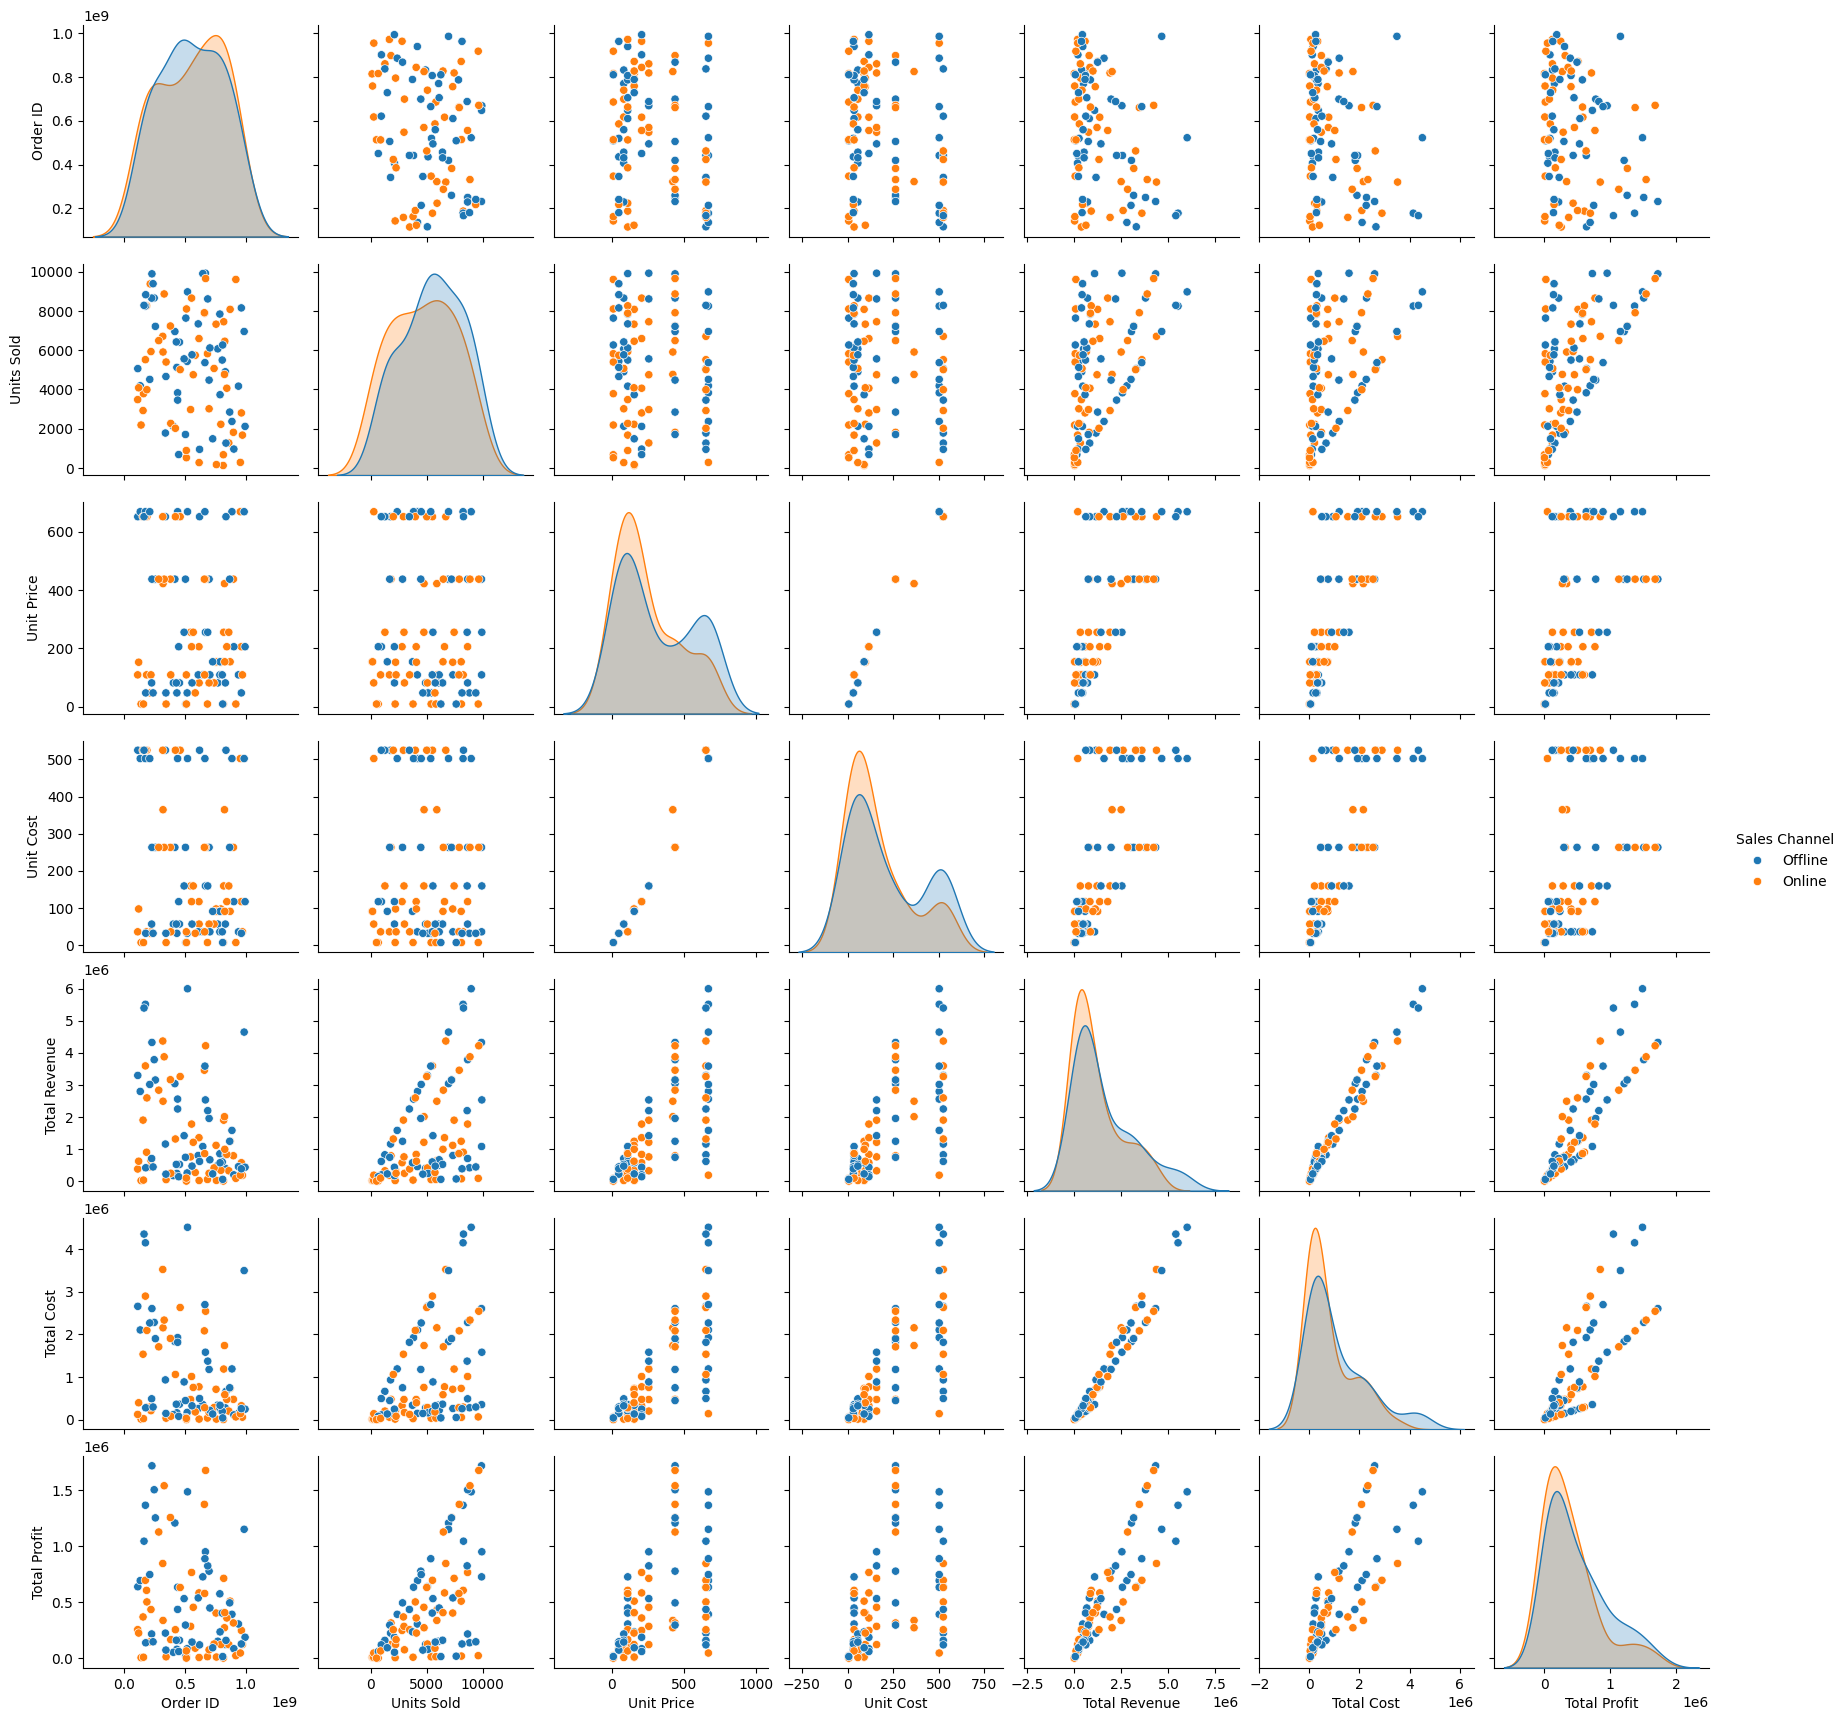 1e9
1.0
0.8
0.6
0.4
0.2
Order ID
10000
8000
6000
4000
2000
0
Units Sold
600
400
200
0
Unit Price
500
400
300
200
100
0
Unit Cost
Sales Channel
Offline
Online
1e6
6
5
4
3
2
1
0
Total Revenue
1e6
4
3
2
1
0
Total Cost
1e6
1.5
1.0
0.5
0.0
Total Profit
0.0 0.5 1.0 0 5000 10000 0 500 1000 −250 0 250 500 750 −2.5 0.0 2.5 5.0 7.5 −2 0 2 4 6 0 1 2
Order ID 1e9 Units Sold Unit Price Unit Cost Total Revenue 1e6 Total Cost 1e6 Total Profit 1e6